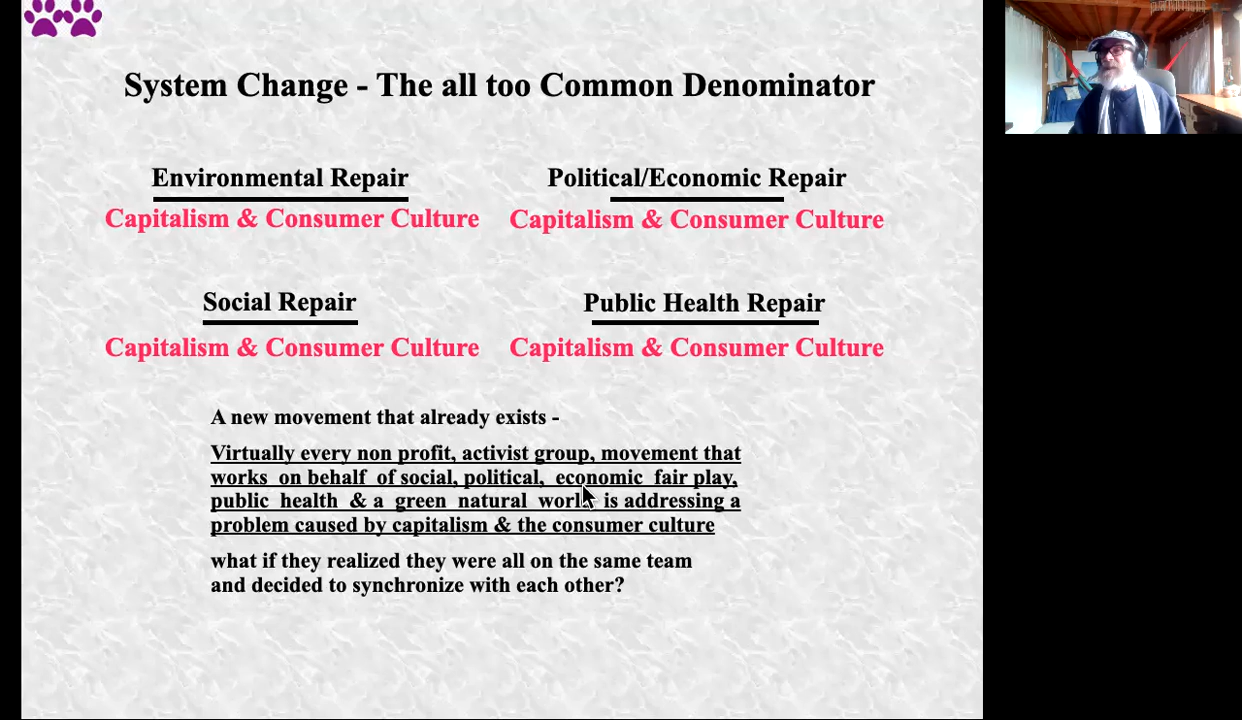 System Change - The all too Common Denominator
Environmental Repair
Capitalism & Consumer Culture
Political/Economic Repair
Capitalism & Consumer Culture
Social Repair
Capitalism & Consumer Culture
Public Health Repair
Capitalism & Consumer Culture
A new movement that already exists -
Virtually every non profit, activist group, movement that
works on behalf of social, political, economic fair play,
public health & a green natural world is addressing a
problem caused by capitalism & the consumer culture
what if they realized they were all on the same team
and decided to synchronize with each other?